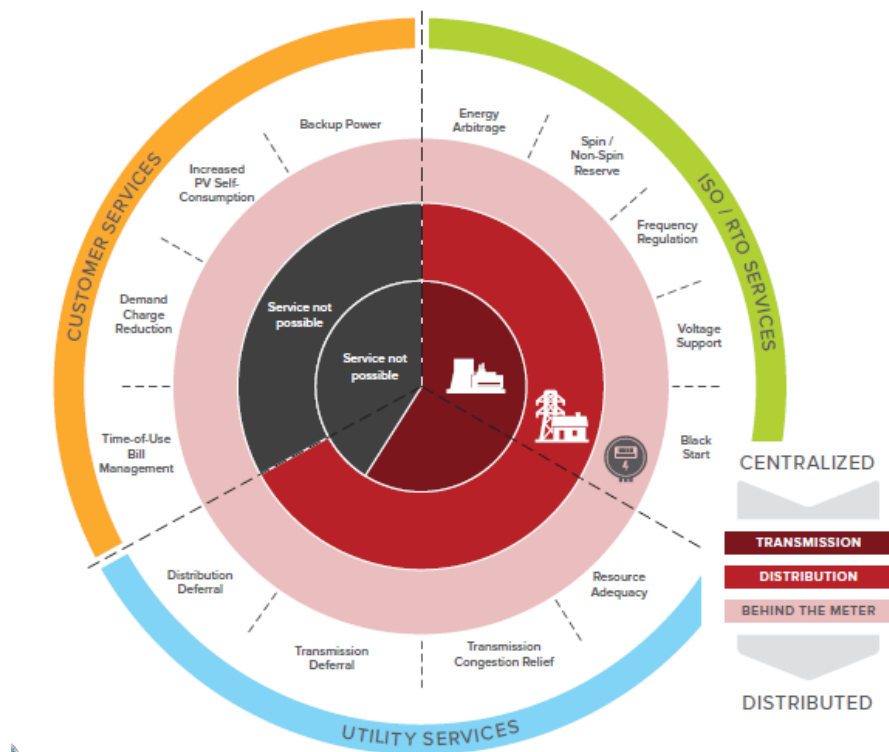 CUSTOMER SERVICES
Backup Power
Increased
PV Self-
Consumption
Demand
Charge
Reduction
Time-of-Use
Bill
Management
ISO / RTO SERVICES
Energy
Arbitrage
Spin /
Non-Spin
Reserve
Frequency
Regulation
Voltage
Support
Black
Start
Service not
possible
Service not
possible
UTILITY SERVICES
Distribution
Deferral
Transmission
Deferral
Transmission
Congestion Relief
Resource
Adequacy
CENTRALIZED
TRANSMISSION
DISTRIBUTION
BEHIND THE METER
DISTRIBUTED